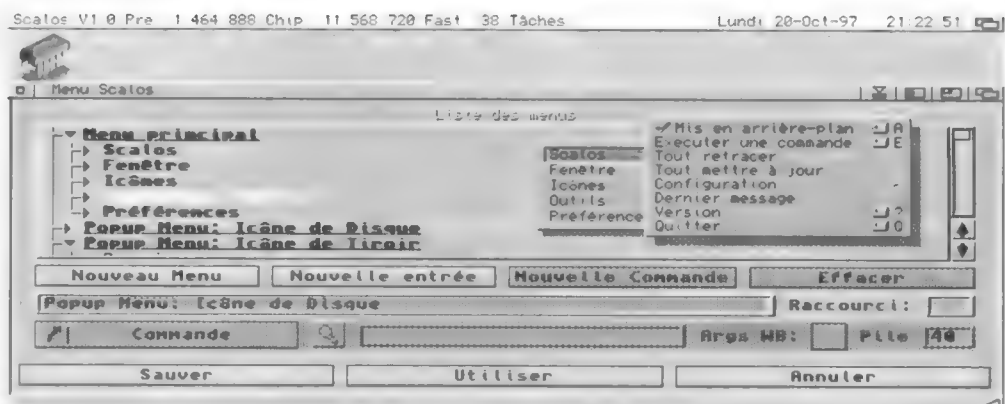 Scalos V1.0 Pre 1 464 888 Chip 11 568 720 Fast 38 Tâches Lundi 20-Oct-97 21:22 51
Menu Scalos
Liste des menus
Menu principal
Scalos
Fenêtre
Icônes
Préférences
Popup Menu: Icône de Disque
Popup Menu: Icône de Tiroir
Scalos
Fenêtre
Icônes
Outils
Préférence
Mis en arrière-plan A
Executer une commande E
Tout retracer
Tout mettre à jour
Configuration
Dernier message
Version ?
Quitter Q
Nouveau Menu Nouvelle entrée Nouvelle Commande Effacer
Popup Menu: Icône de Disque Raccourci:
Commande Args WB: Pile
Sauver Utiliser Annuler